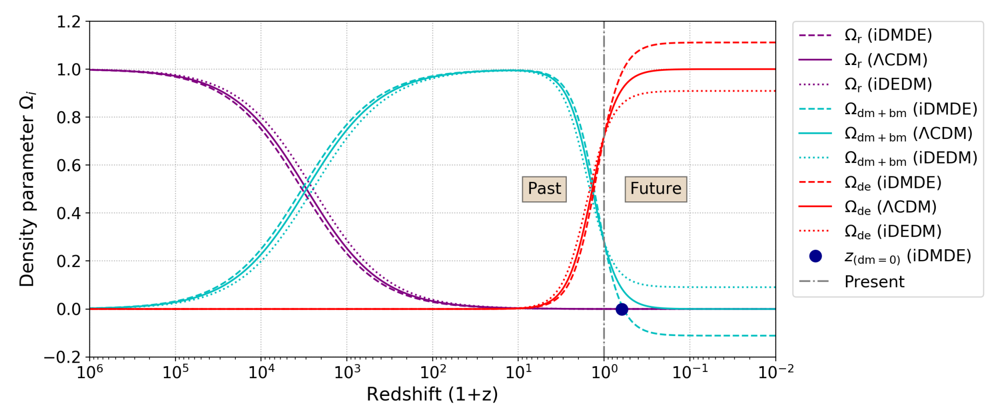 Density parameter Ωᵢ
1.2
1.0
0.8
0.6
0.4
0.2
0.0
−0.2
Past
Future
10⁶ 10⁵ 10⁴ 10³ 10² 10¹ 10⁰ 10⁻¹ 10⁻²
Redshift (1+z)
Ωr (iDMDE)
Ωr (ΛCDM)
Ωr (iDEDM)
Ωdm+bm (iDMDE)
Ωdm+bm (ΛCDM)
Ωdm+bm (iDEDM)
Ωde (iDMDE)
Ωde (ΛCDM)
Ωde (iDEDM)
z(dm=0) (iDMDE)
Present